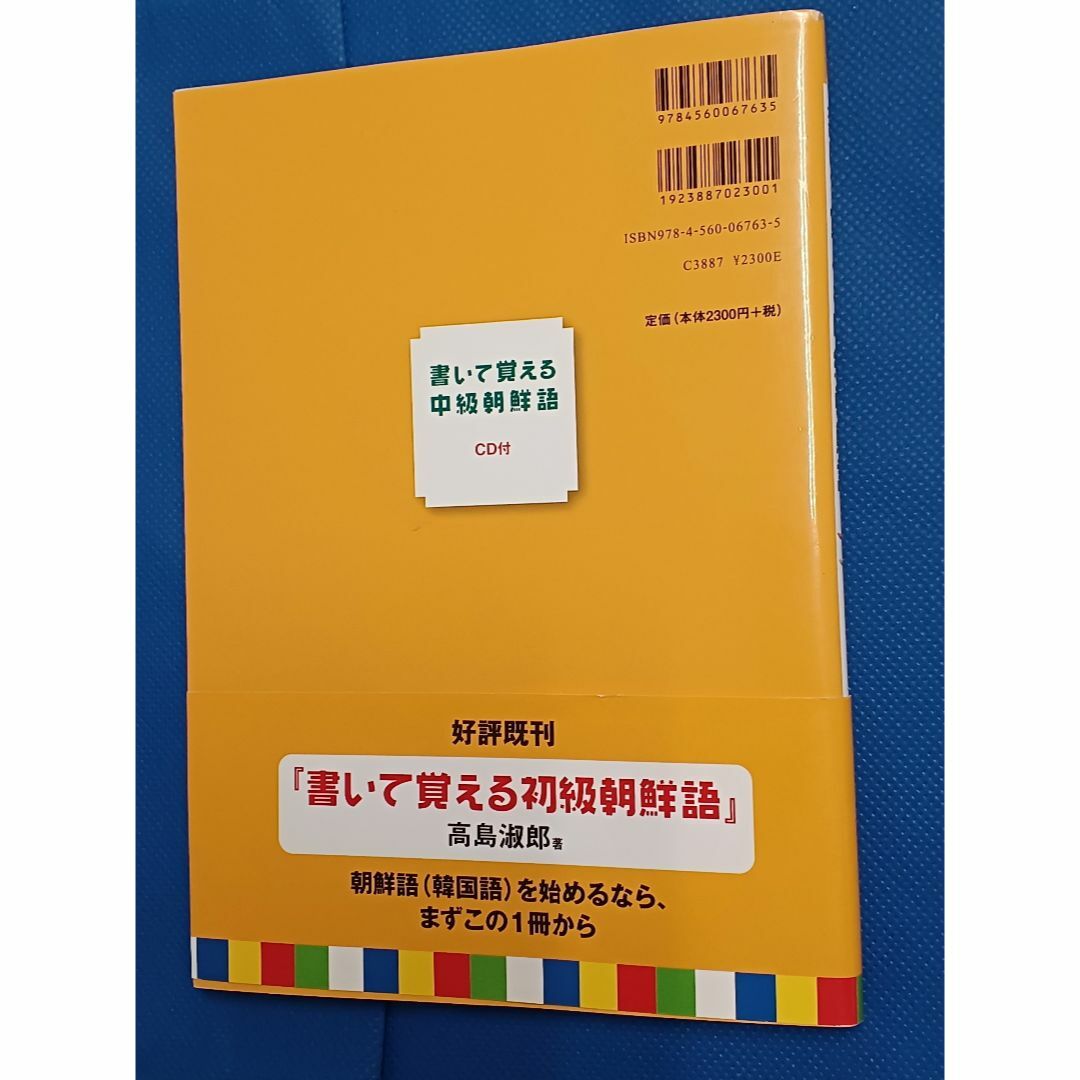 9784560067635
1923887023001
ISBN978-4-560-06763-5
C3887 ¥2300E
定価(本体2300円+税)
書いて覚える
中級朝鮮語
CD付
好評既刊
『書いて覚える初級朝鮮語』
高島淑郎著
朝鮮語(韓国語)を始めるなら、
まずこの1冊から